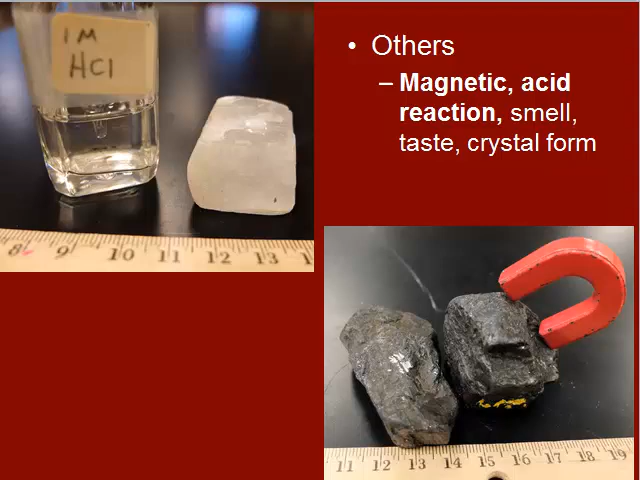 1M
HCl
8 9 10 11 12 13 1
• Others
– Magnetic, acid
reaction, smell,
taste, crystal form
11 12 13 14 15 16 17 18 19